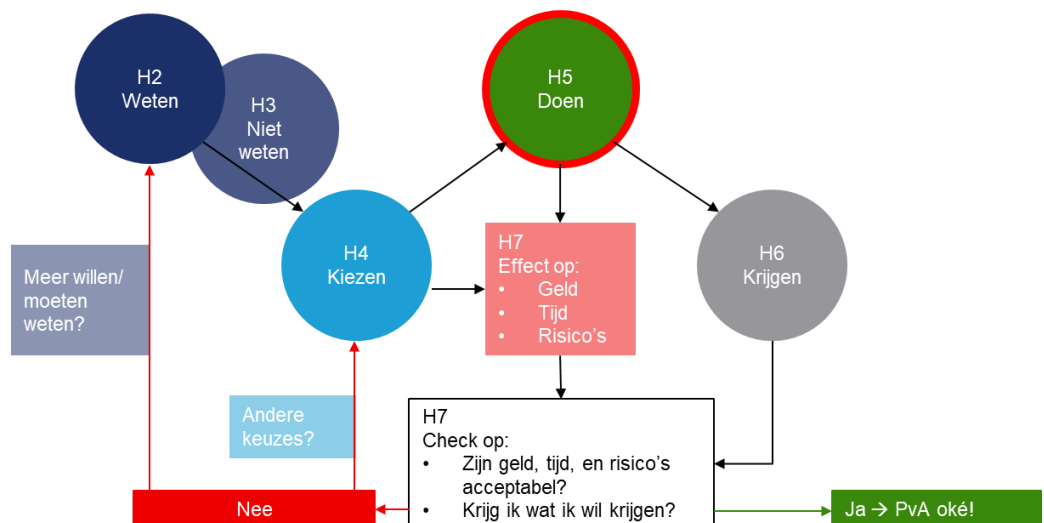 H2
Weten
H3
Niet
weten
H5
Doen
H4
Kiezen
H7
Effect op:
• Geld
• Tijd
• Risico’s
H6
Krijgen
Meer willen/
moeten
weten?
Andere
keuzes?
H7
Check op:
• Zijn geld, tijd, en risico’s
acceptabel?
• Krijg ik wat ik wil krijgen?
Nee
Ja → PvA oké!